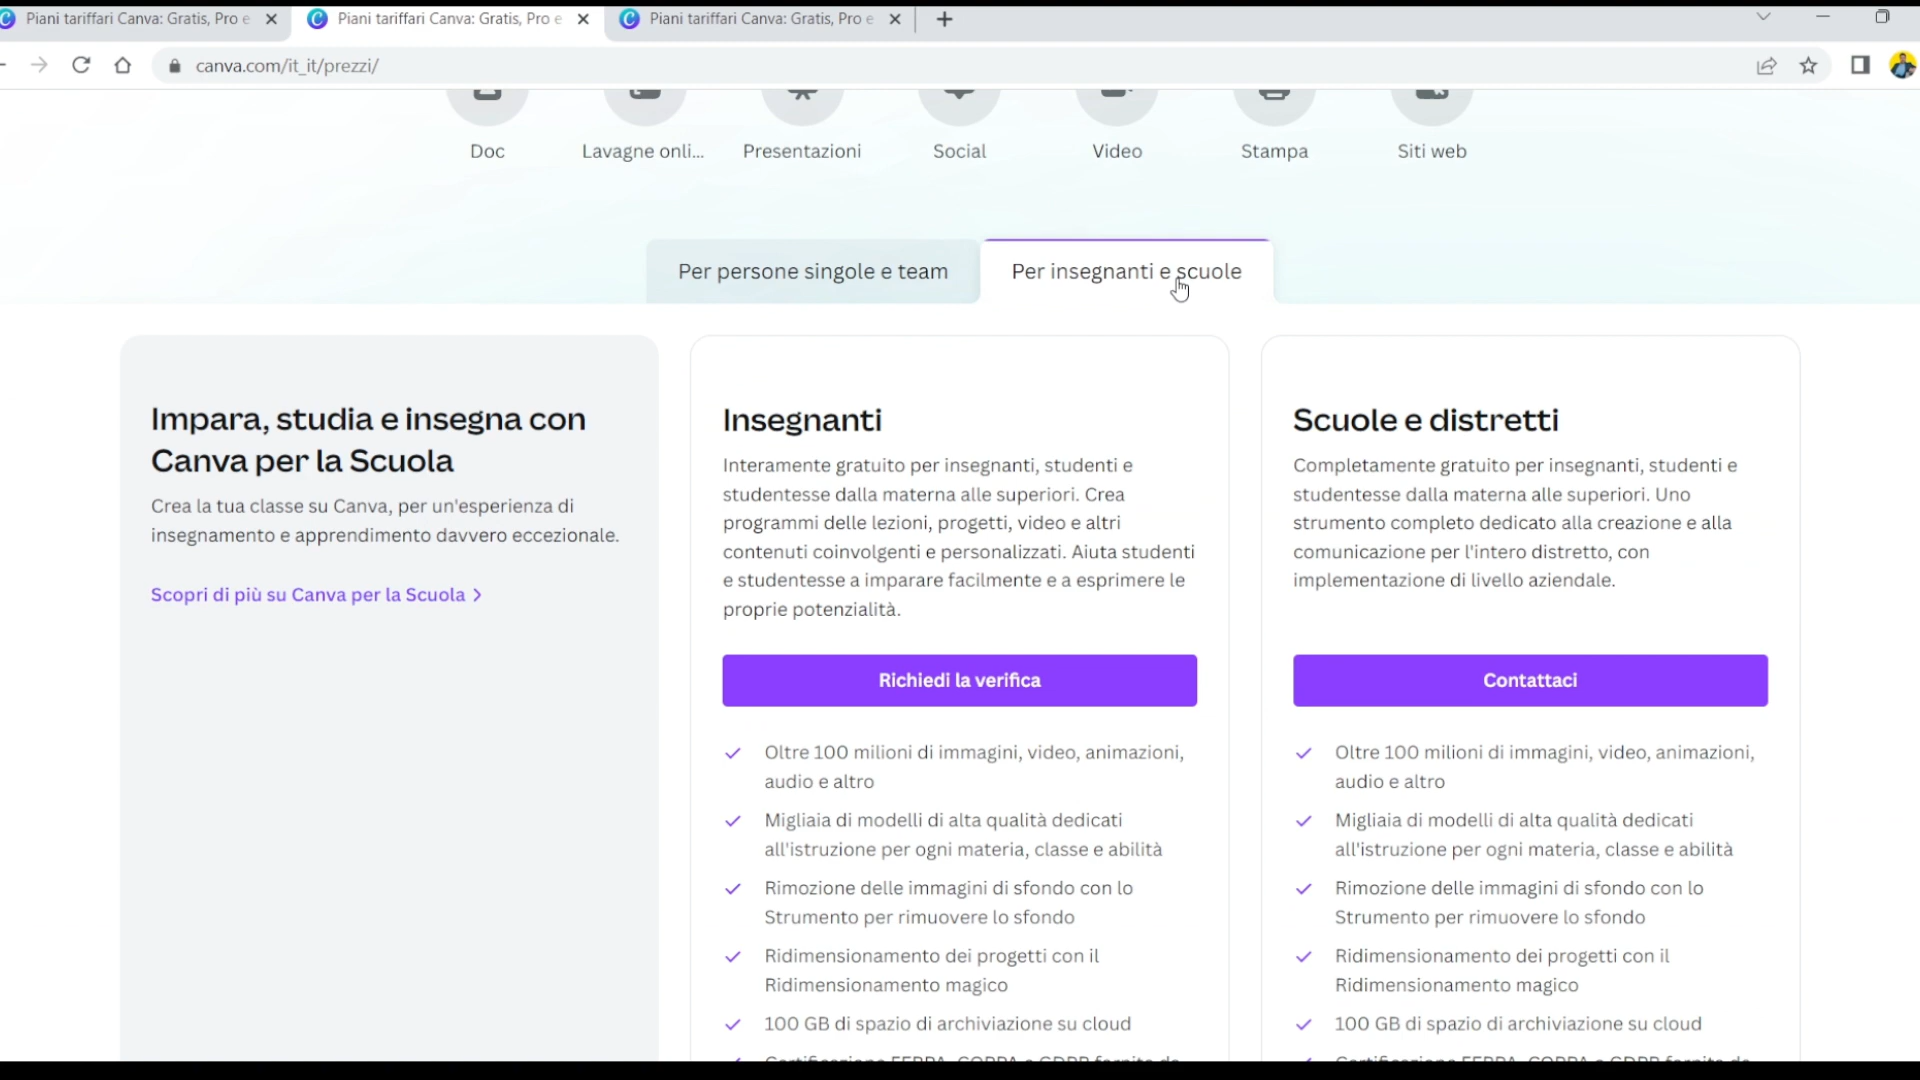 Piani tariffari Canva: Gratis, Pro e
Piani tariffari Canva: Gratis, Pro e
Piani tariffari Canva: Gratis, Pro e
canva.com/it_it/prezzi/
Doc
Lavagne onli...
Presentazioni
Social
Video
Stampa
Siti web
Per persone singole e team
Per insegnanti e scuole
Impara, studia e insegna con
Canva per la Scuola
Crea la tua classe su Canva, per un'esperienza di
insegnamento e apprendimento davvero eccezionale.
Scopri di più su Canva per la Scuola >
Insegnanti
Interamente gratuito per insegnanti, studenti e
studentesse dalla materna alle superiori. Crea
programmi delle lezioni, progetti, video e altri
contenuti coinvolgenti e personalizzati. Aiuta studenti
e studentesse a imparare facilmente e a esprimere le
proprie potenzialità.
Richiedi la verifica
Oltre 100 milioni di immagini, video, animazioni,
audio e altro
Migliaia di modelli di alta qualità dedicati
all'istruzione per ogni materia, classe e abilità
Rimozione delle immagini di sfondo con lo
Strumento per rimuovere lo sfondo
Ridimensionamento dei progetti con il
Ridimensionamento magico
100 GB di spazio di archiviazione su cloud
Scuole e distretti
Completamente gratuito per insegnanti, studenti e
studentesse dalla materna alle superiori. Uno
strumento completo dedicato alla creazione e alla
comunicazione per l'intero distretto, con
implementazione di livello aziendale.
Contattaci
Oltre 100 milioni di immagini, video, animazioni,
audio e altro
Migliaia di modelli di alta qualità dedicati
all'istruzione per ogni materia, classe e abilità
Rimozione delle immagini di sfondo con lo
Strumento per rimuovere lo sfondo
Ridimensionamento dei progetti con il
Ridimensionamento magico
100 GB di spazio di archiviazione su cloud